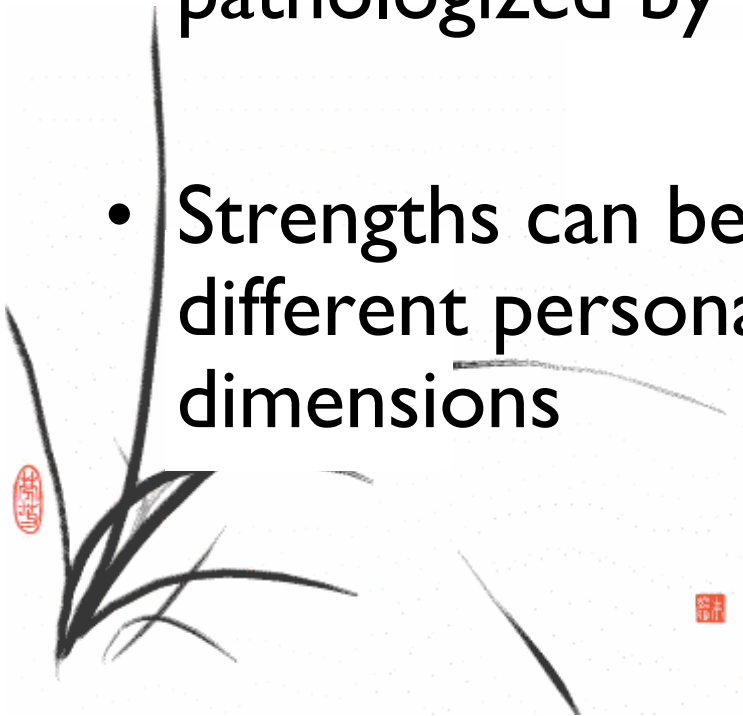 pathologized by
• Strengths can be
different persona
dimensions